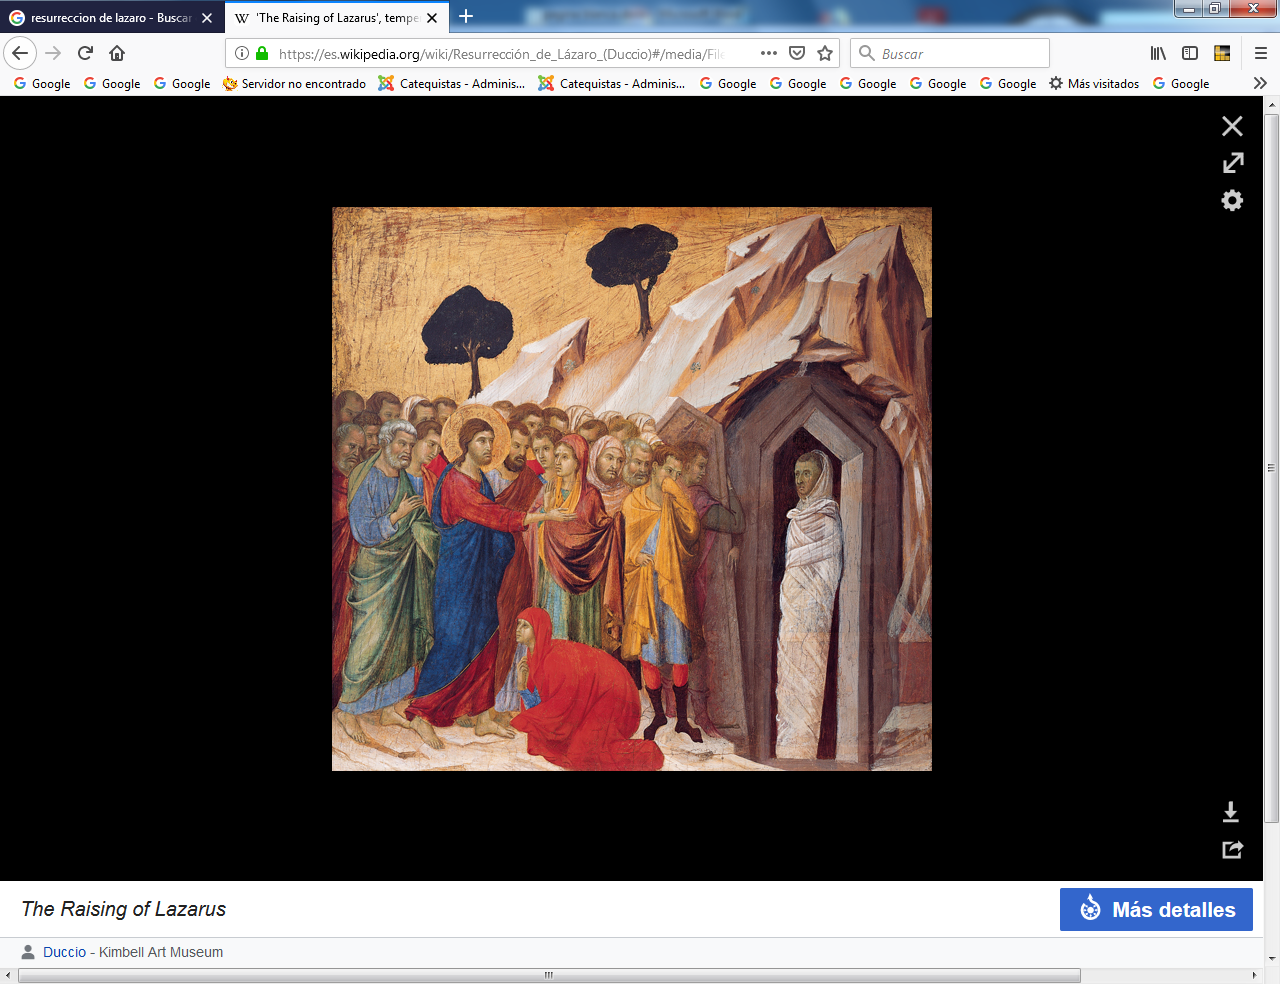 resurreccion de lazaro - Buscar
'The Raising of Lazarus', tempe
https://es.wikipedia.org/wiki/Resurrección_de_Lázaro_(Duccio)#/media/File
Buscar
Google Google Google Servidor no encontrado Catequistas - Adminis... Catequistas - Adminis... Google Google Google Google Google Más visitados Google
The Raising of Lazarus
Más detalles
Duccio - Kimbell Art Museum